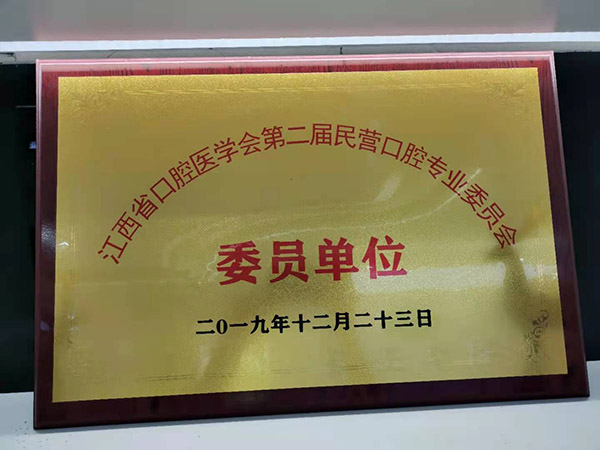 江西省口腔医学会第二届民营口腔专业委员会
委员单位
二0一九年十二月二十三日